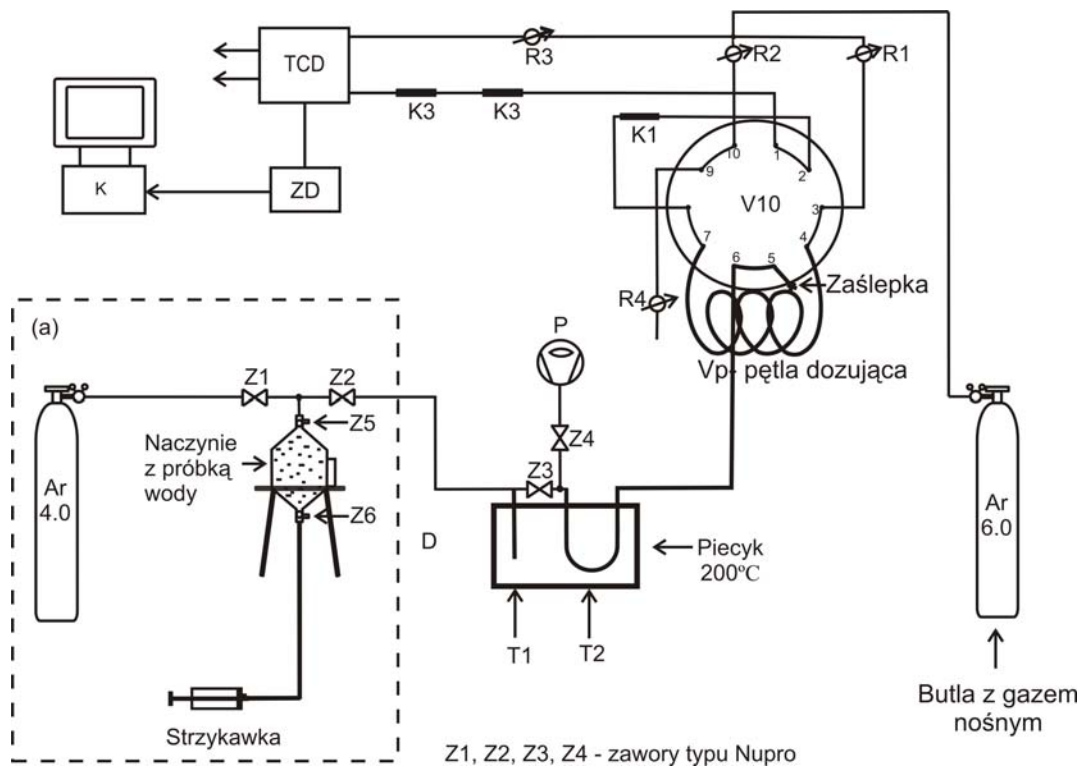 TCD
R3
R2
R1
K3
K3
K1
K
ZD
10
1
9
2
V10
3
7
4
6
5
Zaślepka
R4
Vp- pętla dozująca
(a)
P
Z1
Z2
Z5
Z4
Naczynie
z próbką
wody
Z3
Ar
4.0
Ar
6.0
Z6
D
Piecyk
200°C
T1
T2
Strzykawka
Butla z gazem
nośnym
Z1, Z2, Z3, Z4 - zawory typu Nupro